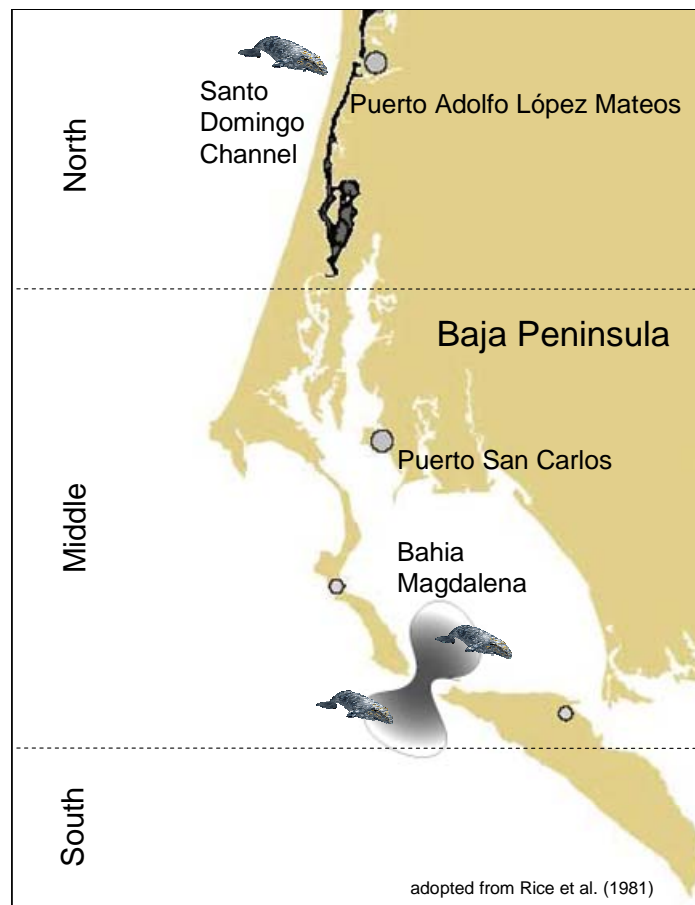 North
Santo
Domingo
Channel
Puerto Adolfo López Mateos
Baja Peninsula
Middle
Puerto San Carlos
Bahia
Magdalena
South
adopted from Rice et al. (1981)